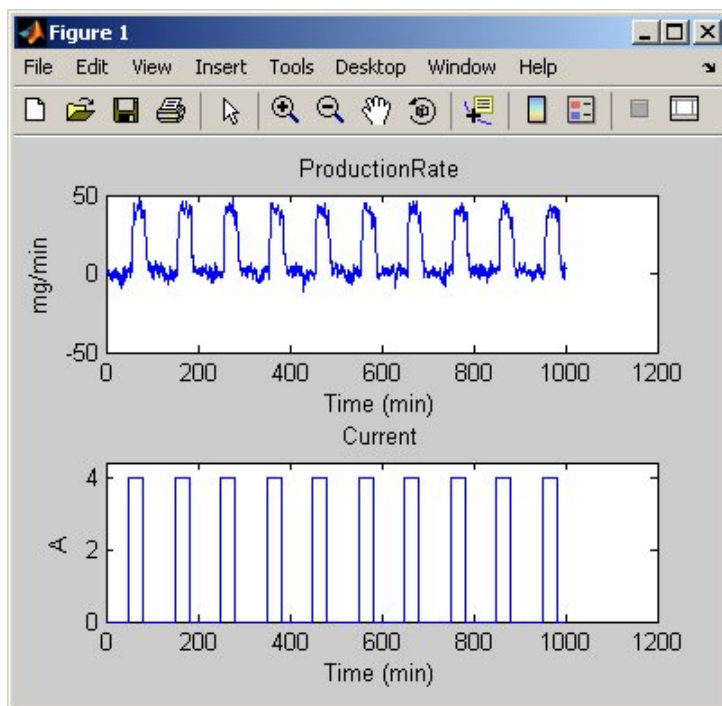 Figure 1
File Edit View Insert Tools Desktop Window Help
ProductionRate
50
0
-50
mg/min
0 200 400 600 800 1000 1200
Time (min)
Current
4
2
0
A
0 200 400 600 800 1000 1200
Time (min)